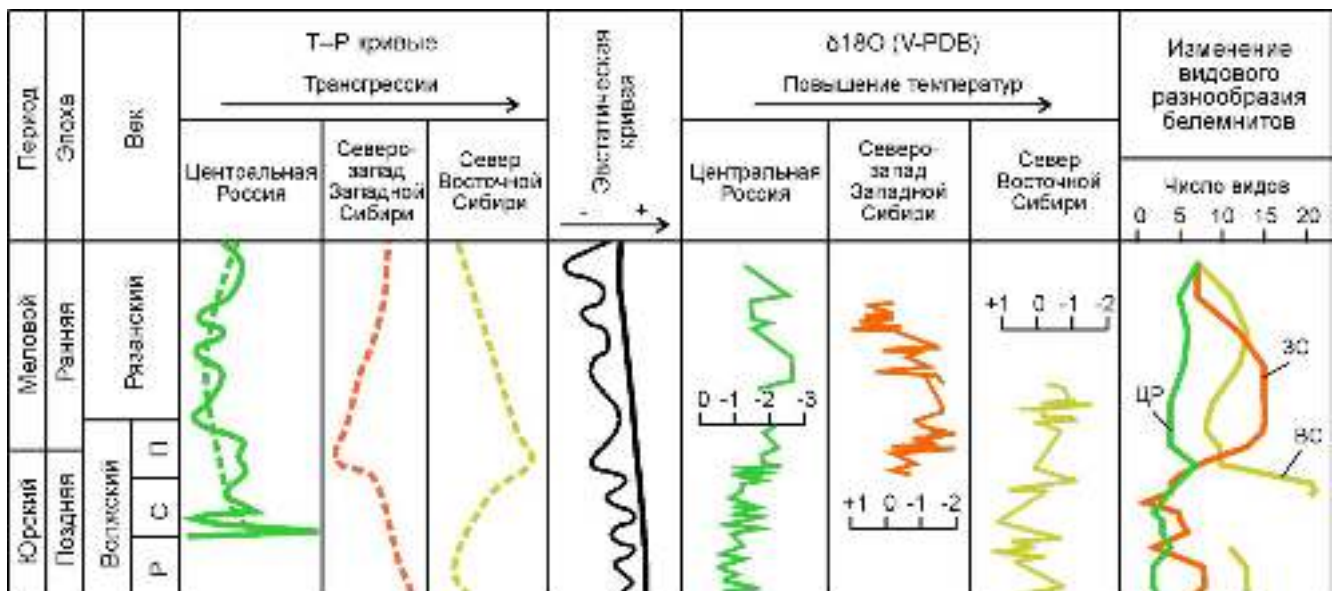 Период
Эпоха
Век
Т–Р кривые
Трансгрессии
Центральная
Россия
Северо-
запад
Западной
Сибири
Север
Восточной
Сибири
Эвстатическая
кривая
- +
δ18O (V-PDB)
Повышение температур
Центральная
Россия
Северо-
запад
Западной
Сибири
Север
Восточной
Сибири
Изменение
видового
разнообразия
белемнитов
Число видов
0 5 10 15 20
Меловой
Ранняя
Рязанский
Юрский
Поздняя
Волжский
П
С
Р
0 -1 -2 -3
+1 0 -1 -2
+1 0 -1 -2
ЗС
ЦР
ВС